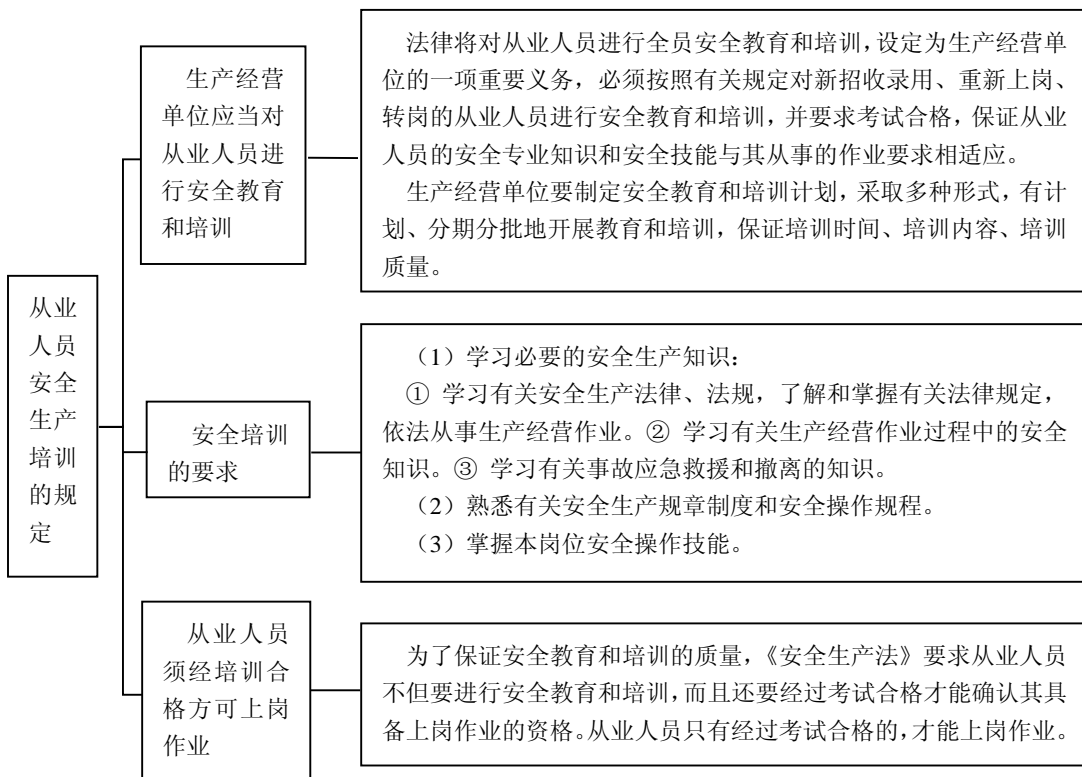 从业
人员
安全
生产
培训
的规
定
生产经营
单位应当对
从业人员进
行安全教育
和培训
法律将对从业人员进行全员安全教育和培训，设定为生产经营单
位的一项重要义务，必须按照有关规定对新招收录用、重新上岗、
转岗的从业人员进行安全教育和培训，并要求考试合格，保证从业
人员的安全专业知识和安全技能与其从事的作业要求相适应。
生产经营单位要制定安全教育和培训计划，采取多种形式，有计
划、分期分批地开展教育和培训，保证培训时间、培训内容、培训
质量。
安全培训
的要求
（1）学习必要的安全生产知识：
① 学习有关安全生产法律、法规，了解和掌握有关法律规定，
依法从事生产经营作业。② 学习有关生产经营作业过程中的安全
知识。③ 学习有关事故应急救援和撤离的知识。
（2）熟悉有关安全生产规章制度和安全操作规程。
（3）掌握本岗位安全操作技能。
从业人员
须经培训合
格方可上岗
作业
为了保证安全教育和培训的质量，《安全生产法》要求从业人员
不但要进行安全教育和培训，而且还要经过考试合格才能确认其具
备上岗作业的资格。从业人员只有经过考试合格的，才能上岗作业。